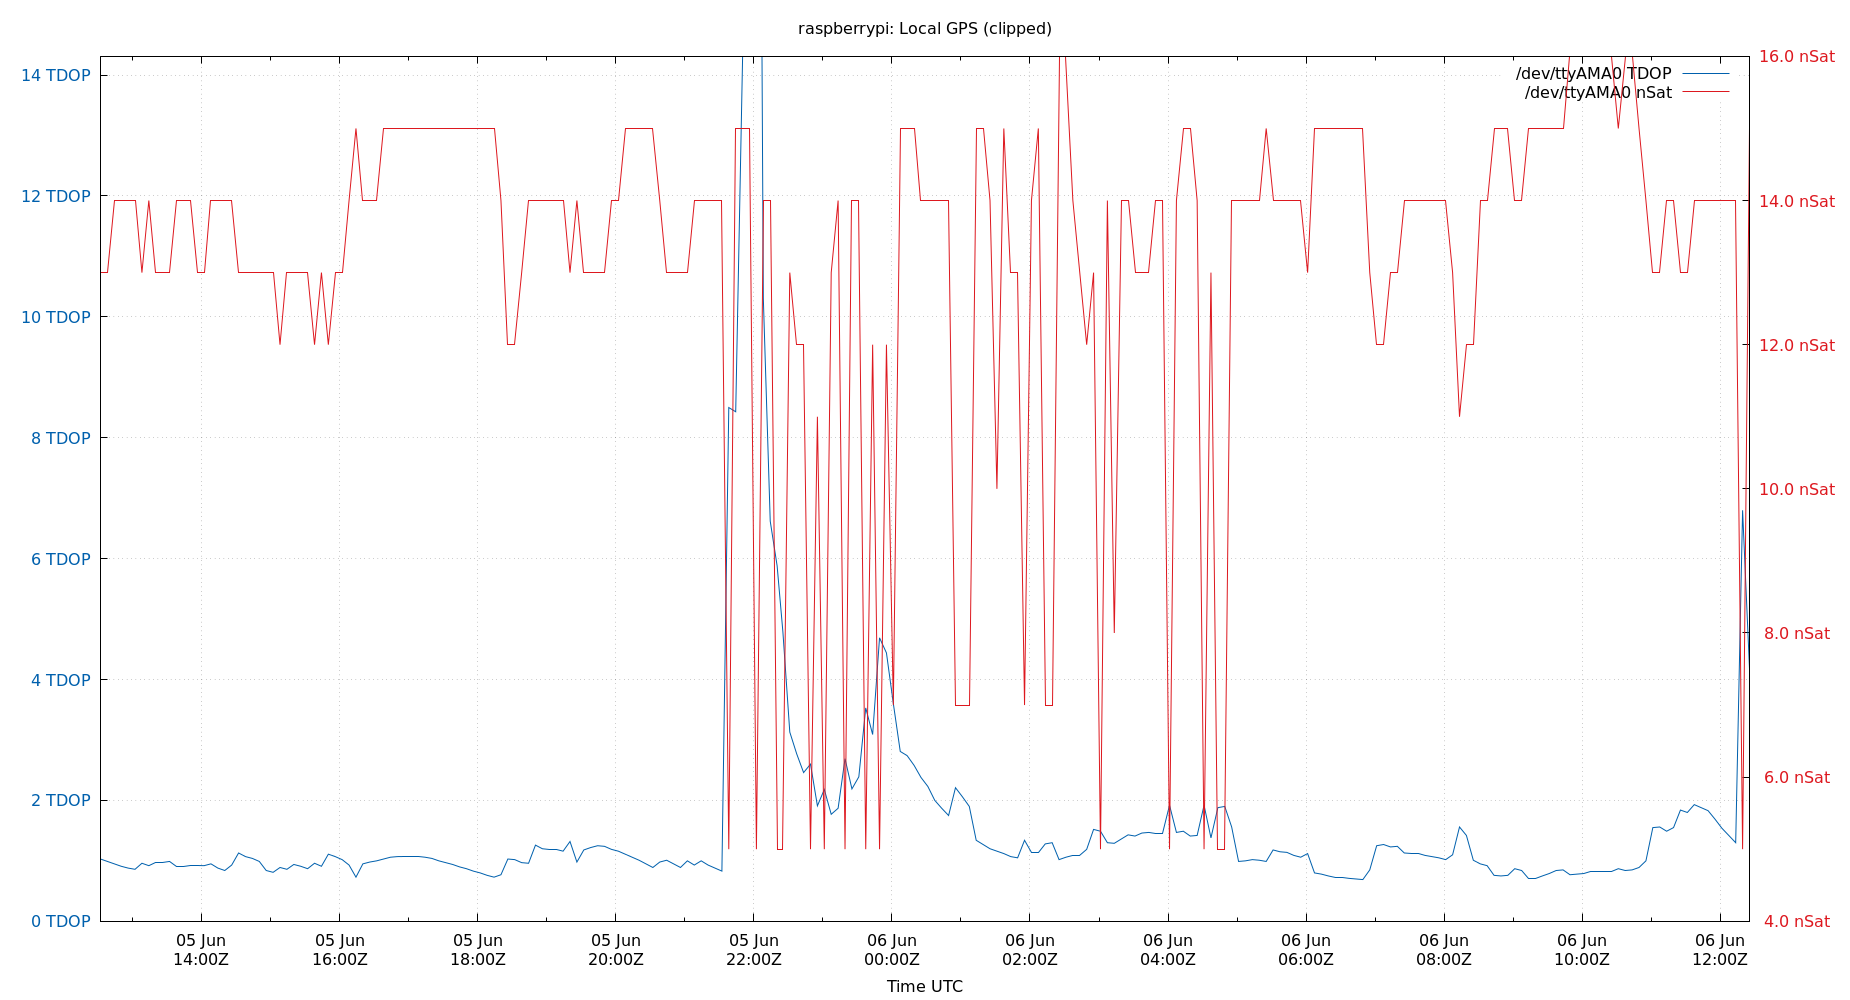 raspberrypi: Local GPS (clipped)
14 TDOP
12 TDOP
10 TDOP
8 TDOP
6 TDOP
4 TDOP
2 TDOP
0 TDOP
16.0 nSat
14.0 nSat
12.0 nSat
10.0 nSat
8.0 nSat
6.0 nSat
4.0 nSat
/dev/ttyAMA0 TDOP
/dev/ttyAMA0 nSat
05 Jun
14:00Z
05 Jun
16:00Z
05 Jun
18:00Z
05 Jun
20:00Z
05 Jun
22:00Z
06 Jun
00:00Z
06 Jun
02:00Z
06 Jun
04:00Z
06 Jun
06:00Z
06 Jun
08:00Z
06 Jun
10:00Z
06 Jun
12:00Z
Time UTC